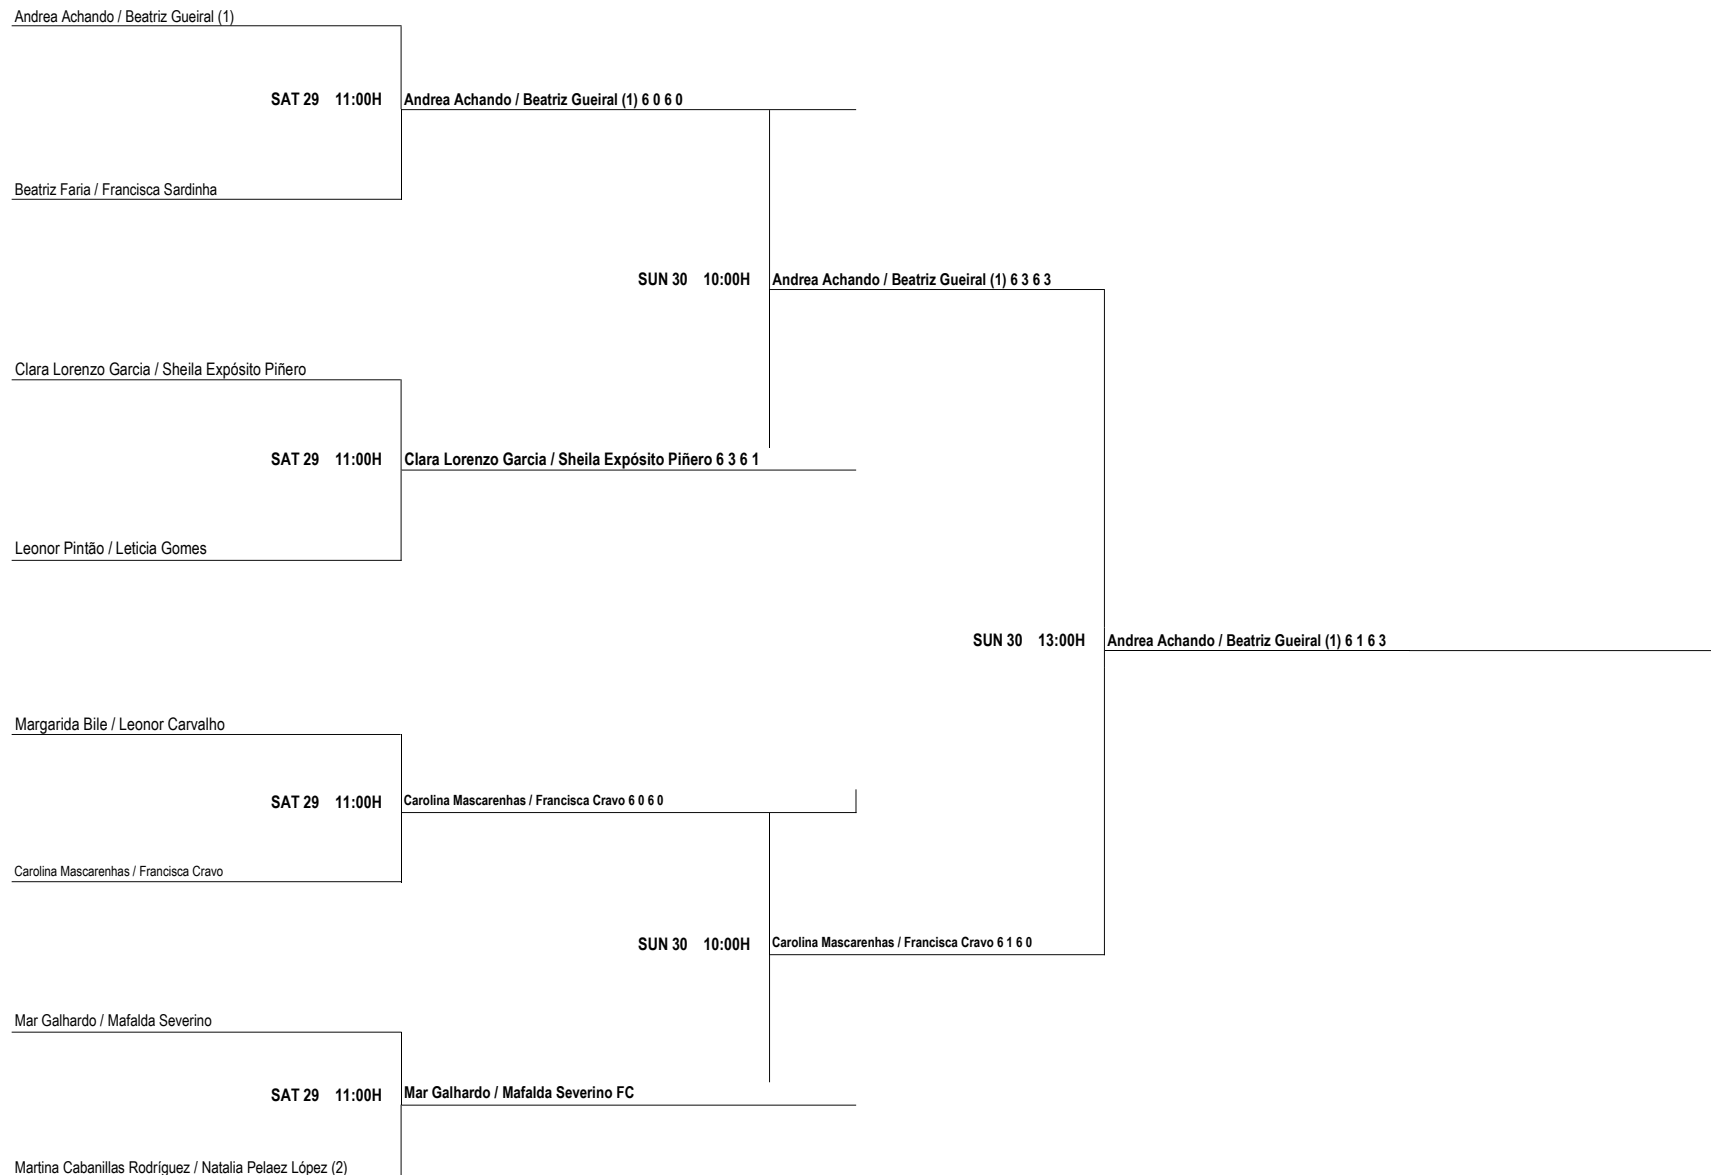 Andrea Achando / Beatriz Gueiral (1)
SAT 29 11:00H Andrea Achando / Beatriz Gueiral (1) 6 0 6 0
Beatriz Faria / Francisca Sardinha
SUN 30 10:00H Andrea Achando / Beatriz Gueiral (1) 6 3 6 3
Clara Lorenzo Garcia / Sheila Expósito Piñero
SAT 29 11:00H Clara Lorenzo Garcia / Sheila Expósito Piñero 6 3 6 1
Leonor Pintão / Leticia Gomes
SUN 30 13:00H Andrea Achando / Beatriz Gueiral (1) 6 1 6 3
Margarida Bile / Leonor Carvalho
SAT 29 11:00H Carolina Mascarenhas / Francisca Cravo 6 0 6 0
Carolina Mascarenhas / Francisca Cravo
SUN 30 10:00H Carolina Mascarenhas / Francisca Cravo 6 1 6 0
Mar Galhardo / Mafalda Severino
SAT 29 11:00H Mar Galhardo / Mafalda Severino FC
Martina Cabanillas Rodríguez / Natalia Pelaez López (2)